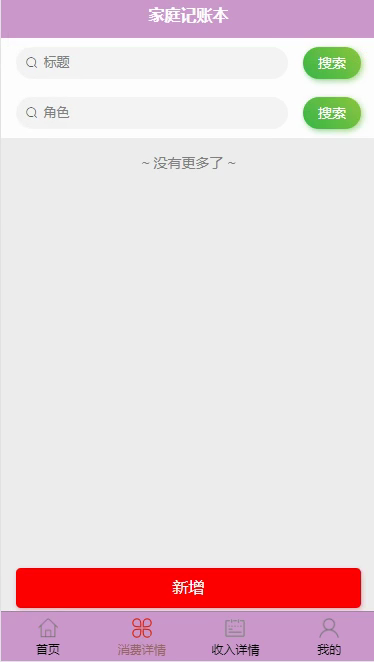 家庭记账本
标题 搜索
角色 搜索
~ 没有更多了 ~
新增
首页 消费详情 收入详情 我的